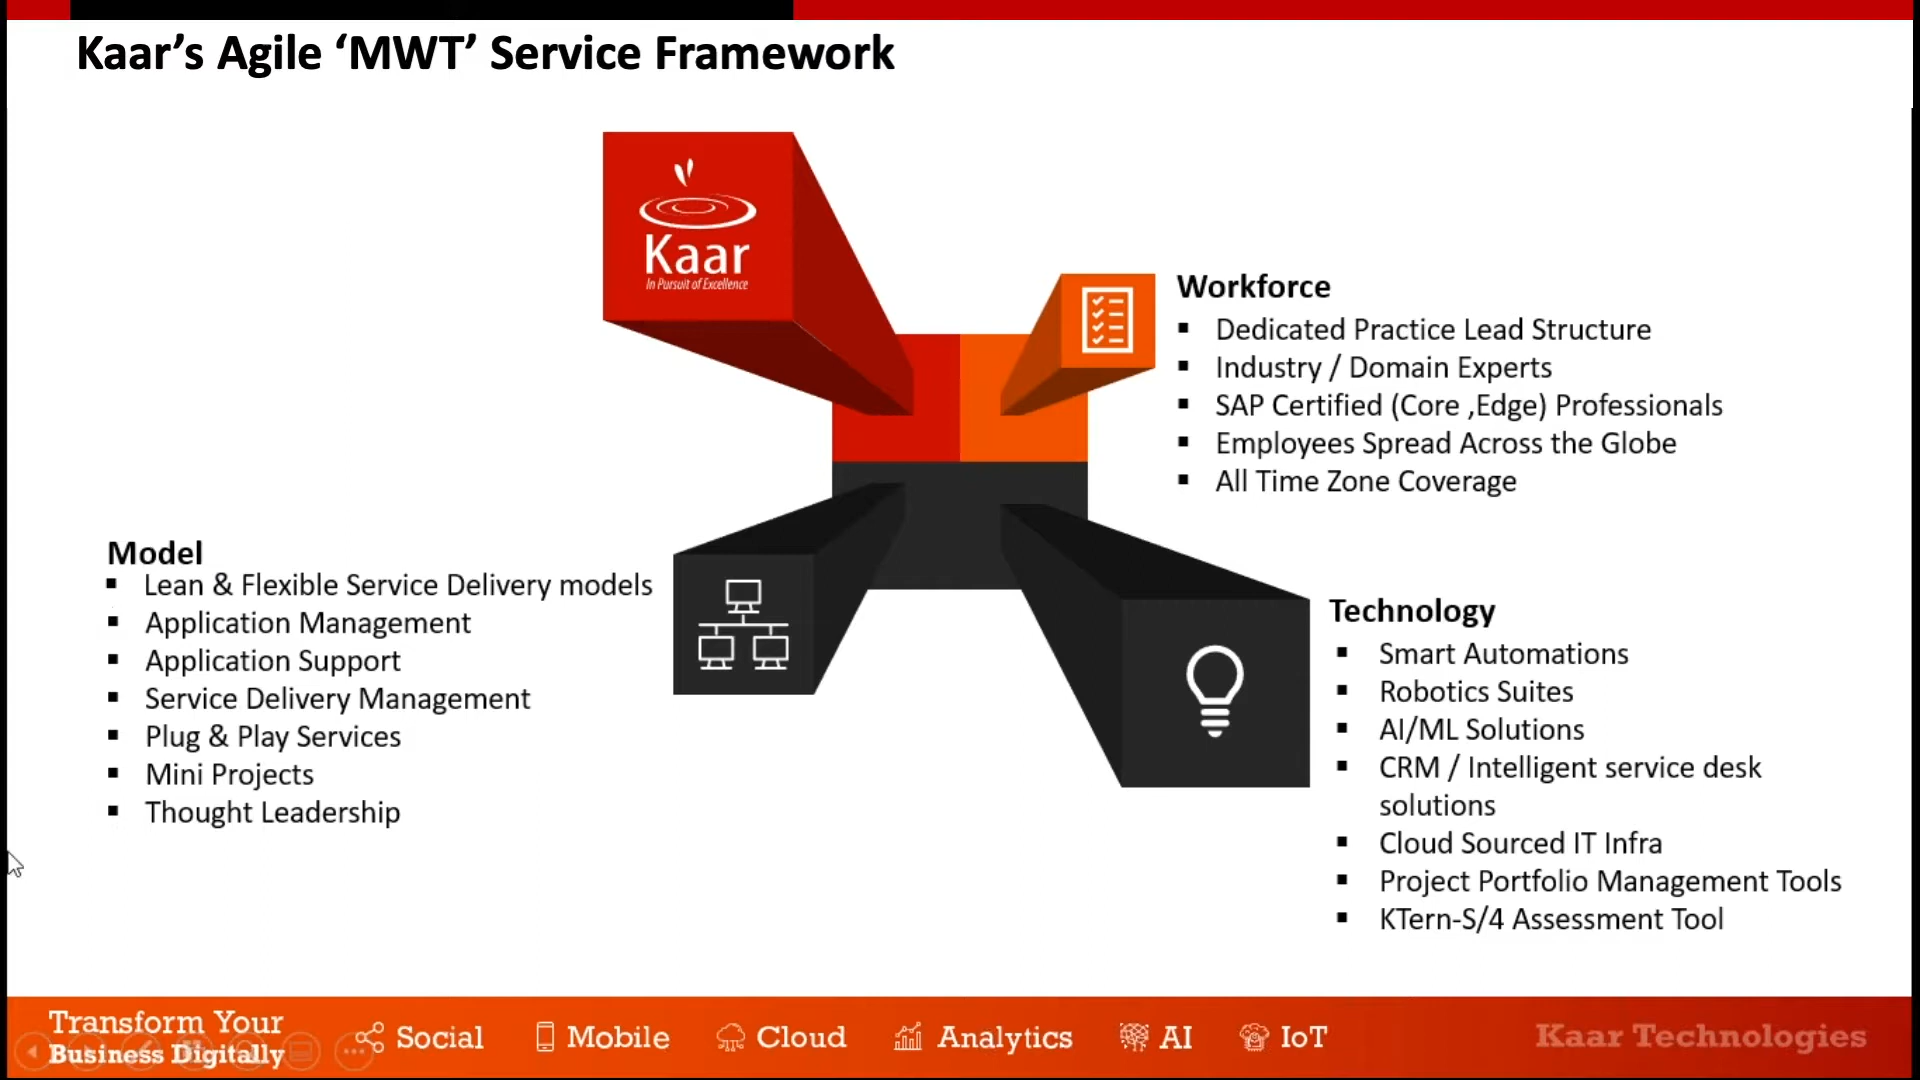 Kaar's Agile ‘MWT’ Service Framework
Kaar
In Pursuit of Excellence
Workforce
Dedicated Practice Lead Structure
Industry / Domain Experts
SAP Certified (Core ,Edge) Professionals
Employees Spread Across the Globe
All Time Zone Coverage
Model
Lean & Flexible Service Delivery models
Application Management
Application Support
Service Delivery Management
Plug & Play Services
Mini Projects
Thought Leadership
Technology
Smart Automations
Robotics Suites
AI/ML Solutions
CRM / Intelligent service desk
solutions
Cloud Sourced IT Infra
Project Portfolio Management Tools
KTern-S/4 Assessment Tool
Transform Your
Business Digitally
Social
Mobile
Cloud
Analytics
AI
IoT
Kaar Technologies